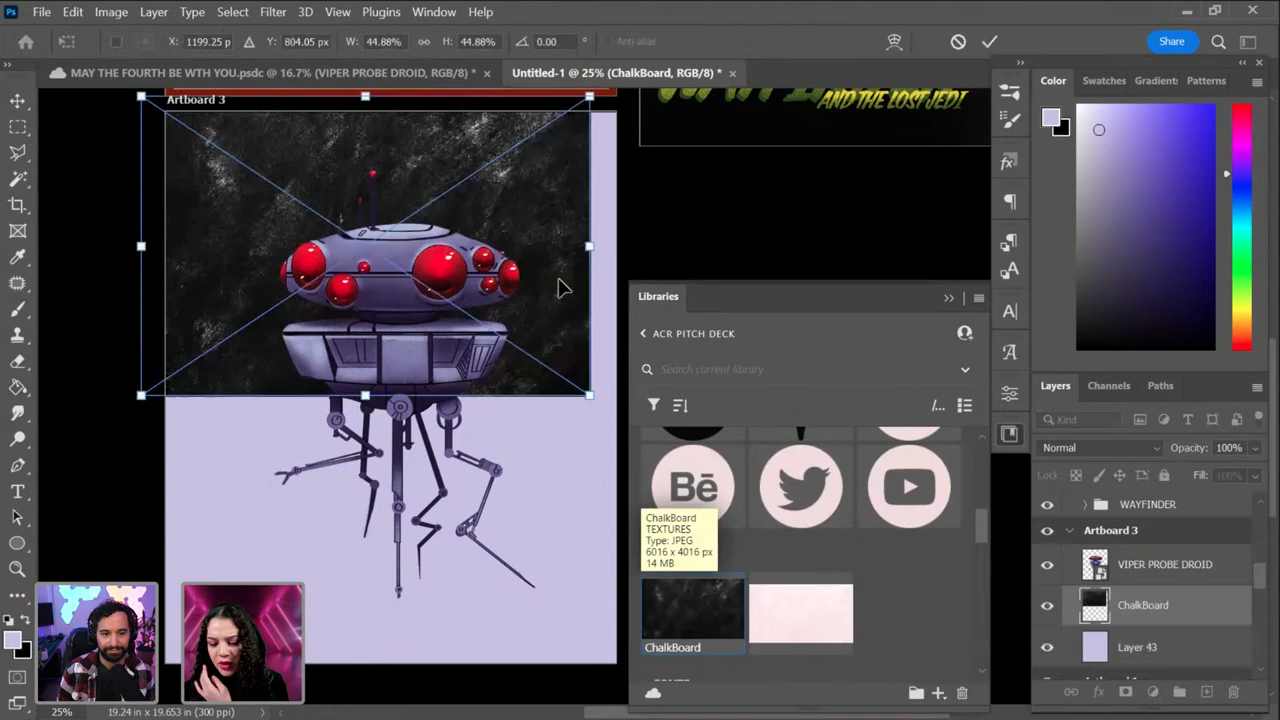 Ps File Edit Image Layer Type Select Filter 3D View Plugins Window Help
X: 1199.25 p Y: 804.05 px W: 44.88% H: 44.88% 0.00 ° Anti alias Share
MAY THE FOURTH BE WTH YOU.psdc @ 16.7% (VIPER PROBE DROID, RGB/8) * × Untitled-1 @ 25% (ChalkBoard, RGB/8) * ×
Artboard 3
AND THE LOST JEDI
Color Swatches Gradient: Patterns
Libraries
ACR PITCH DECK
Search current library
Bē
ChalkBoard
TEXTURES
Type: JPEG
6016 x 4016 px
14 MB
ChalkBoard
Layers Channels Paths
Kind
Normal Opacity: 100%
Lock: Fill: 100%
WAYFINDER
Artboard 3
VIPER PROBE DROID
ChalkBoard
Layer 43
25% 19.24 in x 19.653 in (300 ppi)